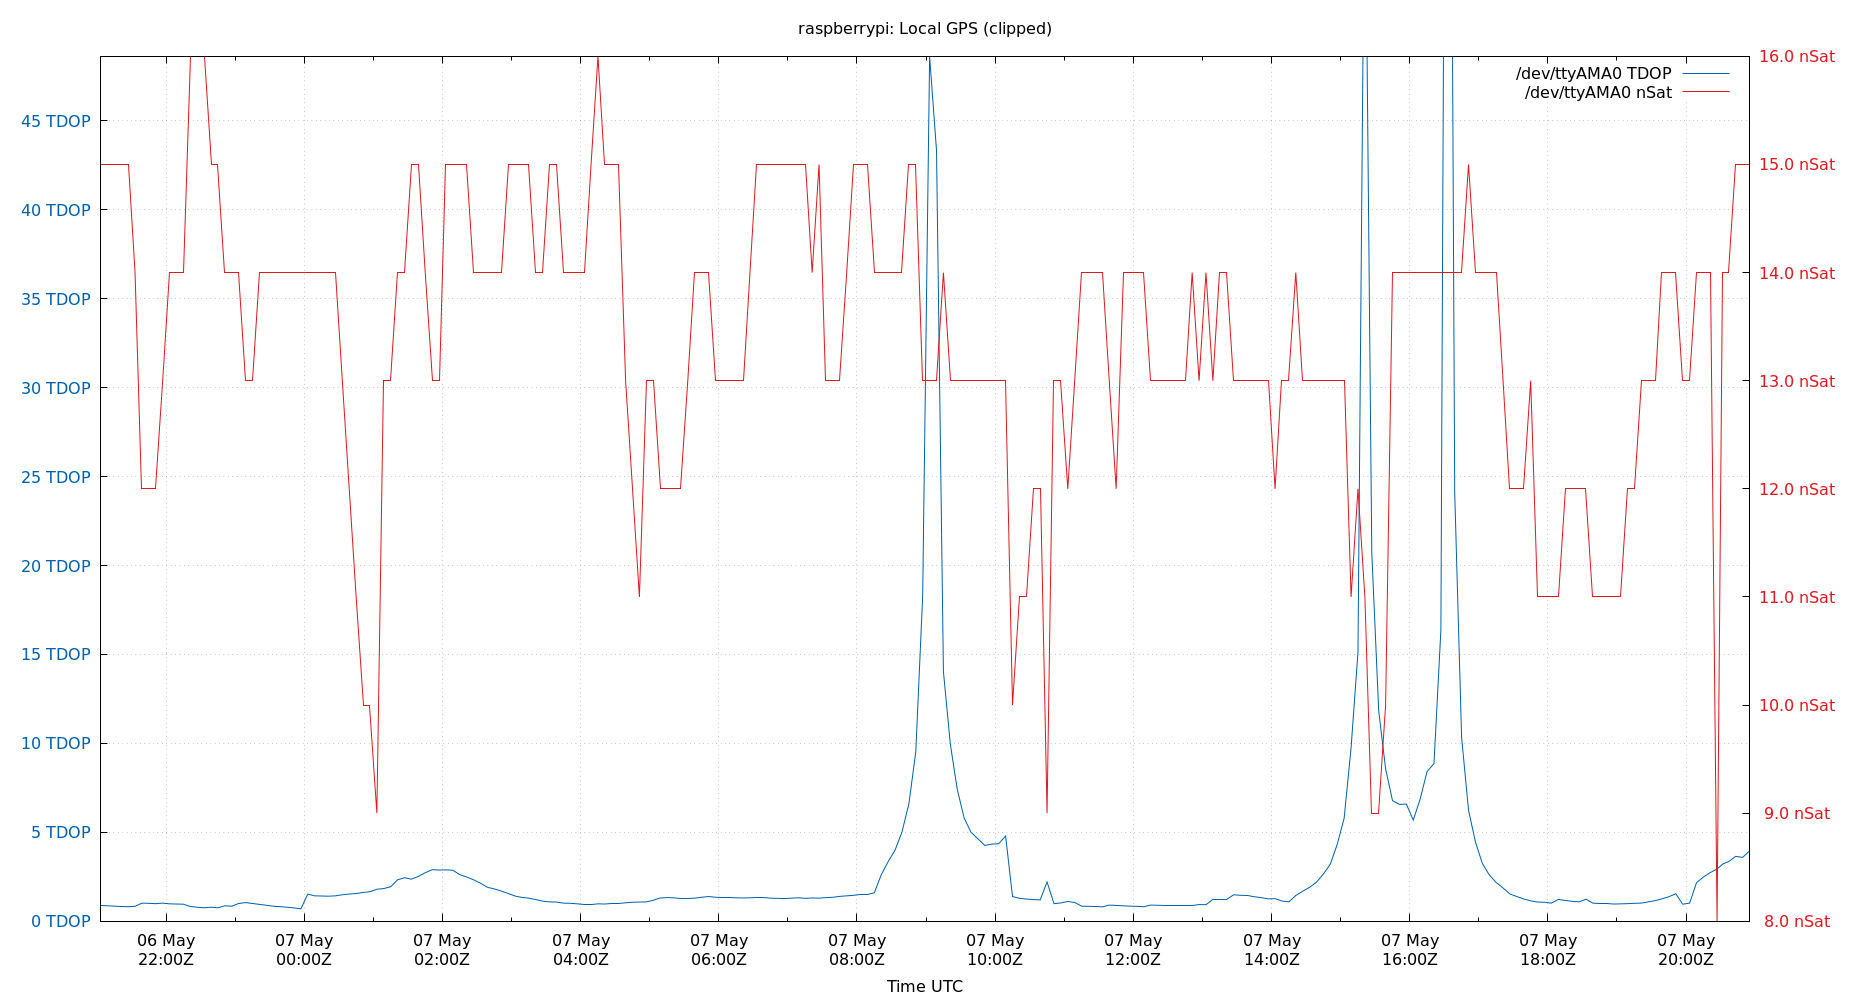 raspberrypi: Local GPS (clipped)
/dev/ttyAMA0 TDOP
/dev/ttyAMA0 nSat
45 TDOP
40 TDOP
35 TDOP
30 TDOP
25 TDOP
20 TDOP
15 TDOP
10 TDOP
5 TDOP
0 TDOP
16.0 nSat
15.0 nSat
14.0 nSat
13.0 nSat
12.0 nSat
11.0 nSat
10.0 nSat
9.0 nSat
8.0 nSat
06 May
22:00Z
07 May
00:00Z
07 May
02:00Z
07 May
04:00Z
07 May
06:00Z
07 May
08:00Z
07 May
10:00Z
07 May
12:00Z
07 May
14:00Z
07 May
16:00Z
07 May
18:00Z
07 May
20:00Z
Time UTC